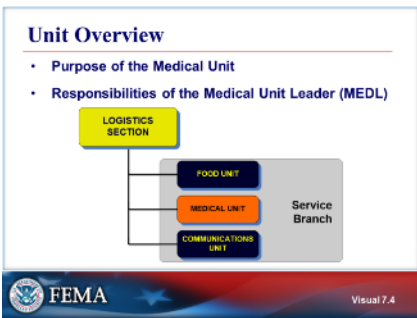 Unit Overview
• Purpose of the Medical Unit
• Responsibilities of the Medical Unit Leader (MEDL)
LOGISTICS
SECTION
FOOD UNIT
MEDICAL UNIT
COMMUNICATIONS
UNIT
Service
Branch
FEMA
Visual 7.4